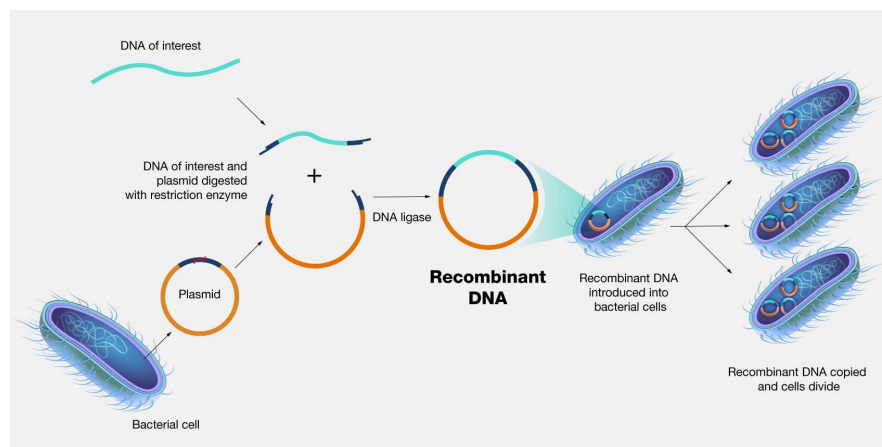 DNA of interest
DNA of interest and
plasmid digested
with restriction enzyme
+
Plasmid
Bacterial cell
DNA ligase
Recombinant
DNA
Recombinant DNA
introduced into
bacterial cells
Recombinant DNA copied
and cells divide